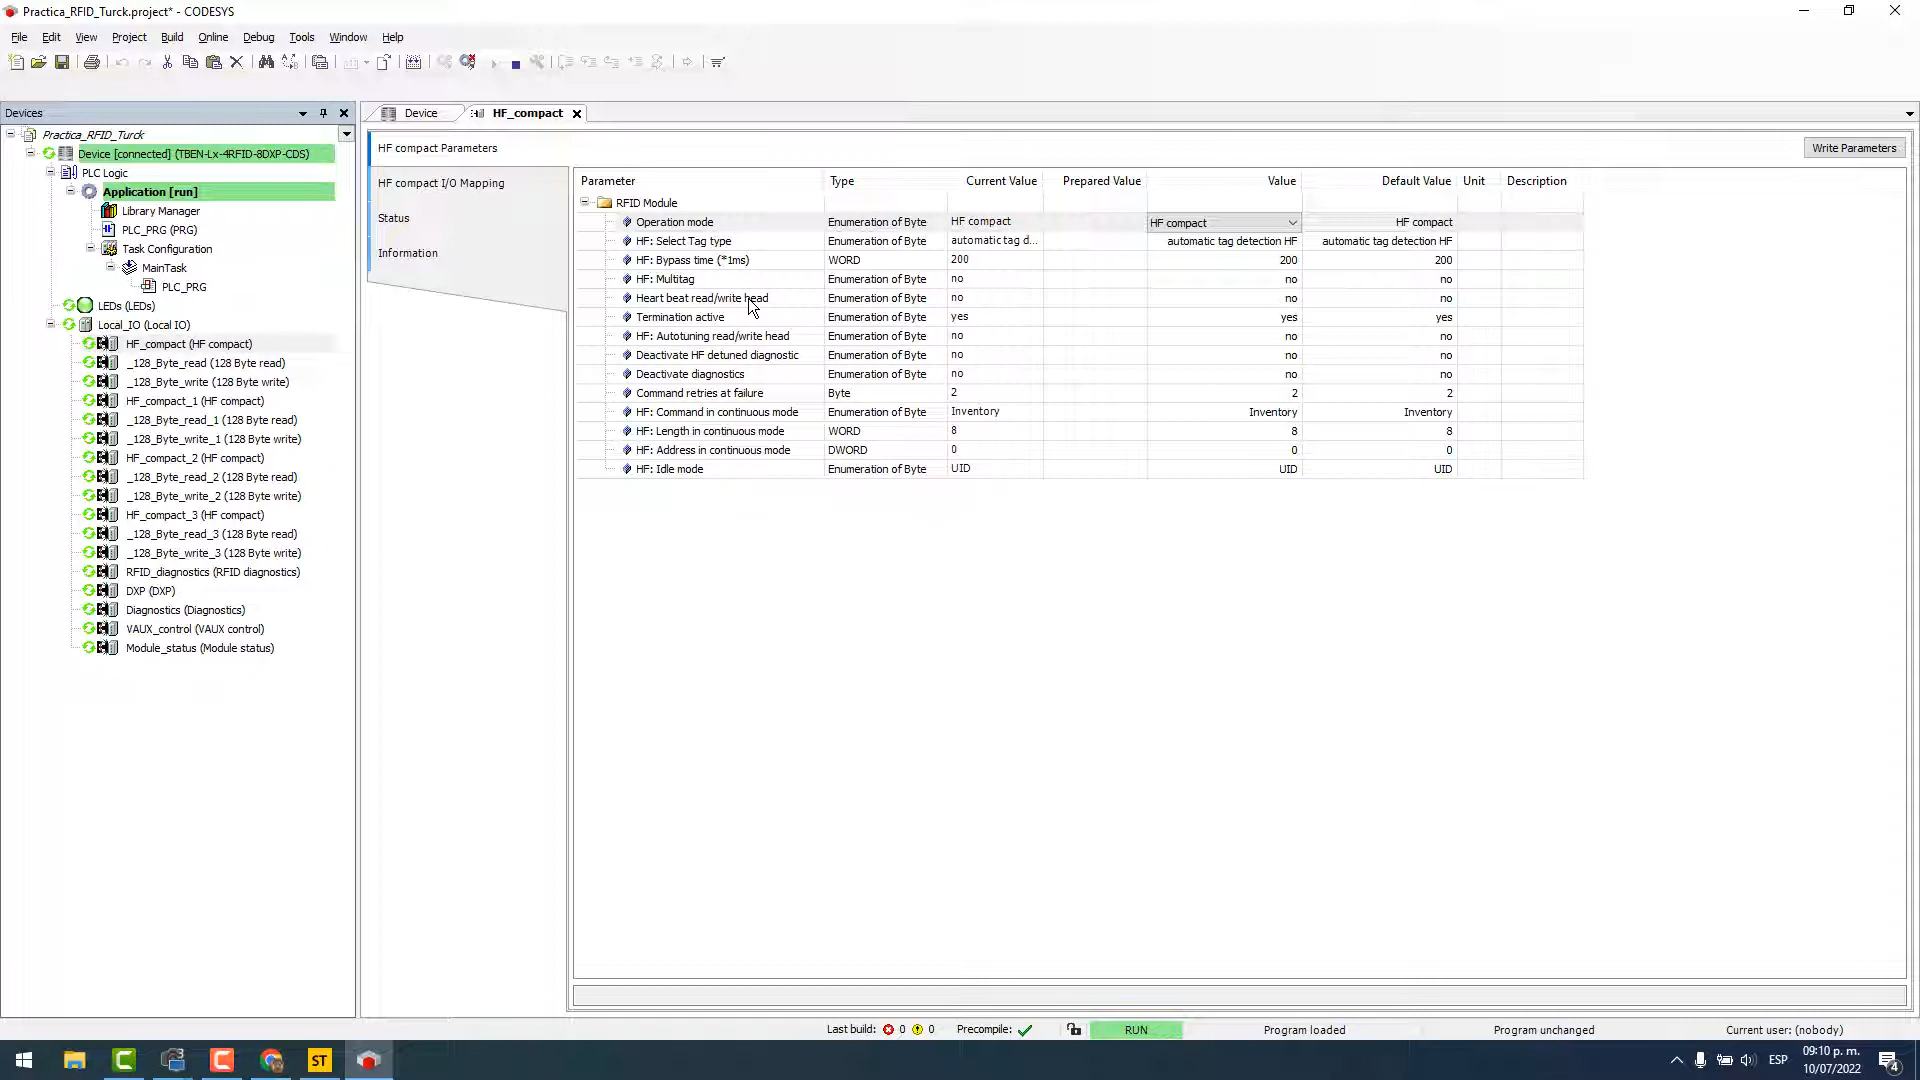 Practica_RFID_Turck.project* - CODESYS
File Edit View Project Build Online Debug Tools Window Help
Devices
Device HF_compact
Practica_RFID_Turck
Device [connected] (TBEN-Lx-4RFID-8DXP-CDS)
PLC Logic
Application [run]
Library Manager
PLC_PRG (PRG)
Task Configuration
MainTask
PLC_PRG
LEDs (LEDs)
Local_IO (Local IO)
HF_compact (HF compact)
_128_Byte_read (128 Byte read)
_128_Byte_write (128 Byte write)
HF_compact_1 (HF compact)
_128_Byte_read_1 (128 Byte read)
_128_Byte_write_1 (128 Byte write)
HF_compact_2 (HF compact)
_128_Byte_read_2 (128 Byte read)
_128_Byte_write_2 (128 Byte write)
HF_compact_3 (HF compact)
_128_Byte_read_3 (128 Byte read)
_128_Byte_write_3 (128 Byte write)
RFID_diagnostics (RFID diagnostics)
DXP (DXP)
Diagnostics (Diagnostics)
VAUX_control (VAUX control)
Module_status (Module status)
HF compact Parameters
HF compact I/O Mapping
Status
Information
Write Parameters
Parameter Type Current Value Prepared Value Value Default Value Unit Description
RFID Module
Operation mode Enumeration of Byte HF compact HF compact HF compact
HF: Select Tag type Enumeration of Byte automatic tag d... automatic tag detection HF automatic tag detection HF
HF: Bypass time (*1ms) WORD 200 200 200
HF: Multitag Enumeration of Byte no no no
Heart beat read/write head Enumeration of Byte no no no
Termination active Enumeration of Byte yes yes yes
HF: Autotuning read/write head Enumeration of Byte no no no
Deactivate HF detuned diagnostic Enumeration of Byte no no no
Deactivate diagnostics Enumeration of Byte no no no
Command retries at failure Byte 2 2 2
HF: Command in continuous mode Enumeration of Byte Inventory Inventory Inventory
HF: Length in continuous mode WORD 8 8 8
HF: Address in continuous mode DWORD 0 0 0
HF: Idle mode Enumeration of Byte UID UID UID
Last build: 0 0 Precompile: RUN Program loaded Program unchanged Current user: (nobody)
ST
ESP
09:10 p. m.
10/07/2022
4